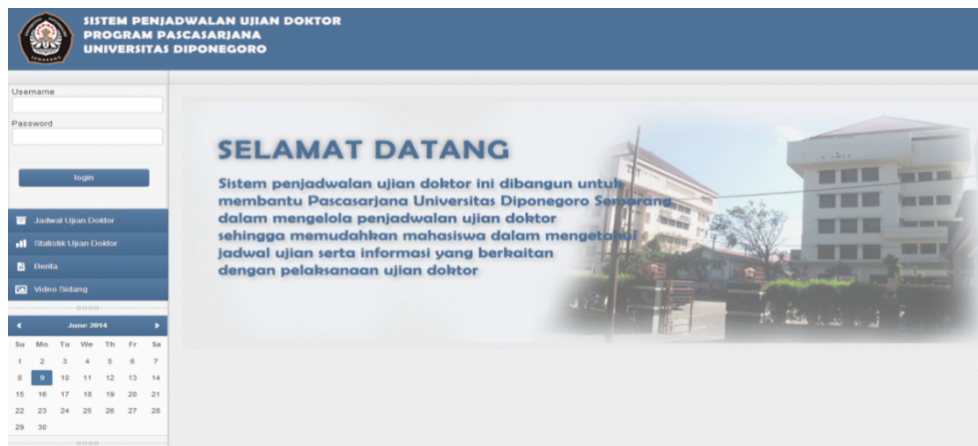 SISTEM PENJADWALAN UJIAN DOKTOR
PROGRAM PASCASARJANA
UNIVERSITAS DIPONEGORO
Username
Password
login
Jadwal Ujian Doktor
Statistik Ujian Doktor
Berita
Video Sidang
June 2014
Su Mo Tu We Th Fr Sa
1 2 3 4 5 6 7
8 9 10 11 12 13 14
15 16 17 18 19 20 21
22 23 24 25 26 27 28
29 30
SELAMAT DATANG
Sistem penjadwalan ujian doktor ini dibangun untuk
membantu Pascasarjana Universitas Diponegoro Semarang
dalam mengelola penjadwalan ujian doktor
sehingga memudahkan mahasiswa dalam mengetahui
jadwal ujian serta informasi yang berkaitan
dengan pelaksanaan ujian doktor